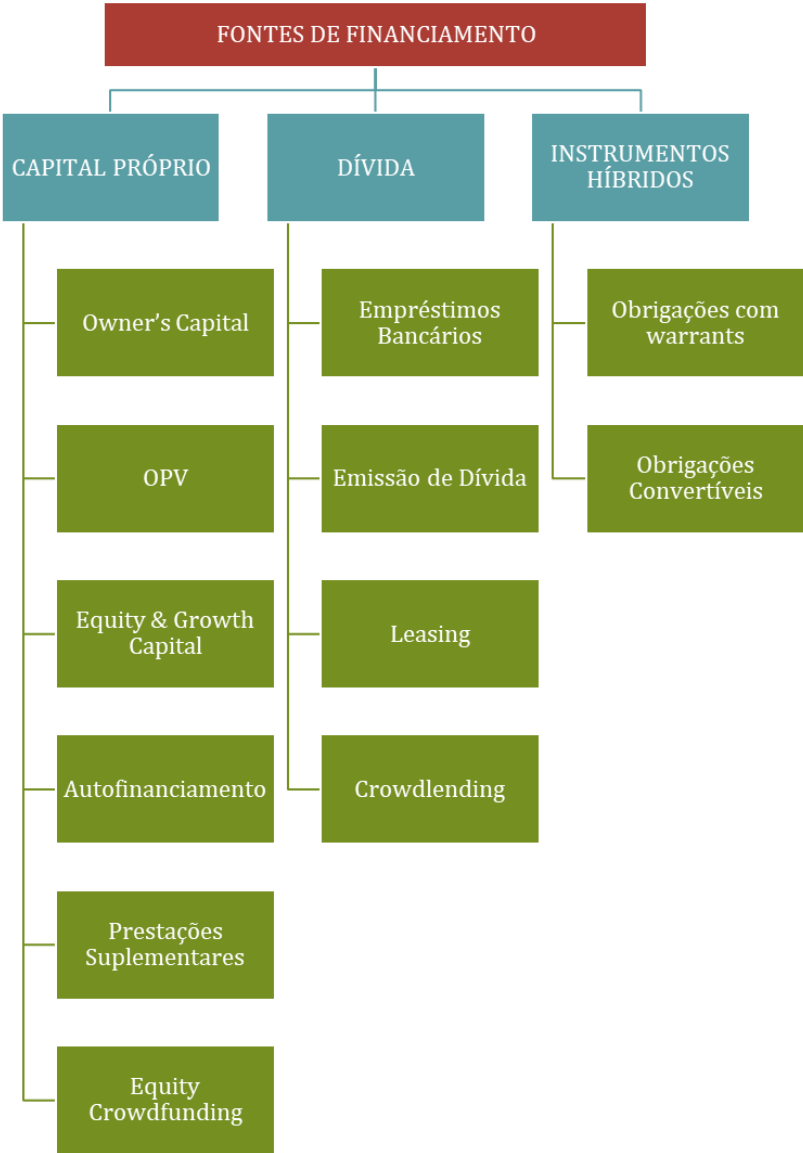 FONTES DE FINANCIAMENTO
CAPITAL PRÓPRIO
DÍVIDA
INSTRUMENTOS
HÍBRIDOS
Owner’s Capital
OPV
Equity & Growth
Capital
Autofinanciamento
Prestações
Suplementares
Equity
Crowdfunding
Empréstimos
Bancários
Emissão de Dívida
Leasing
Crowdlending
Obrigações com
warrants
Obrigações
Convertíveis